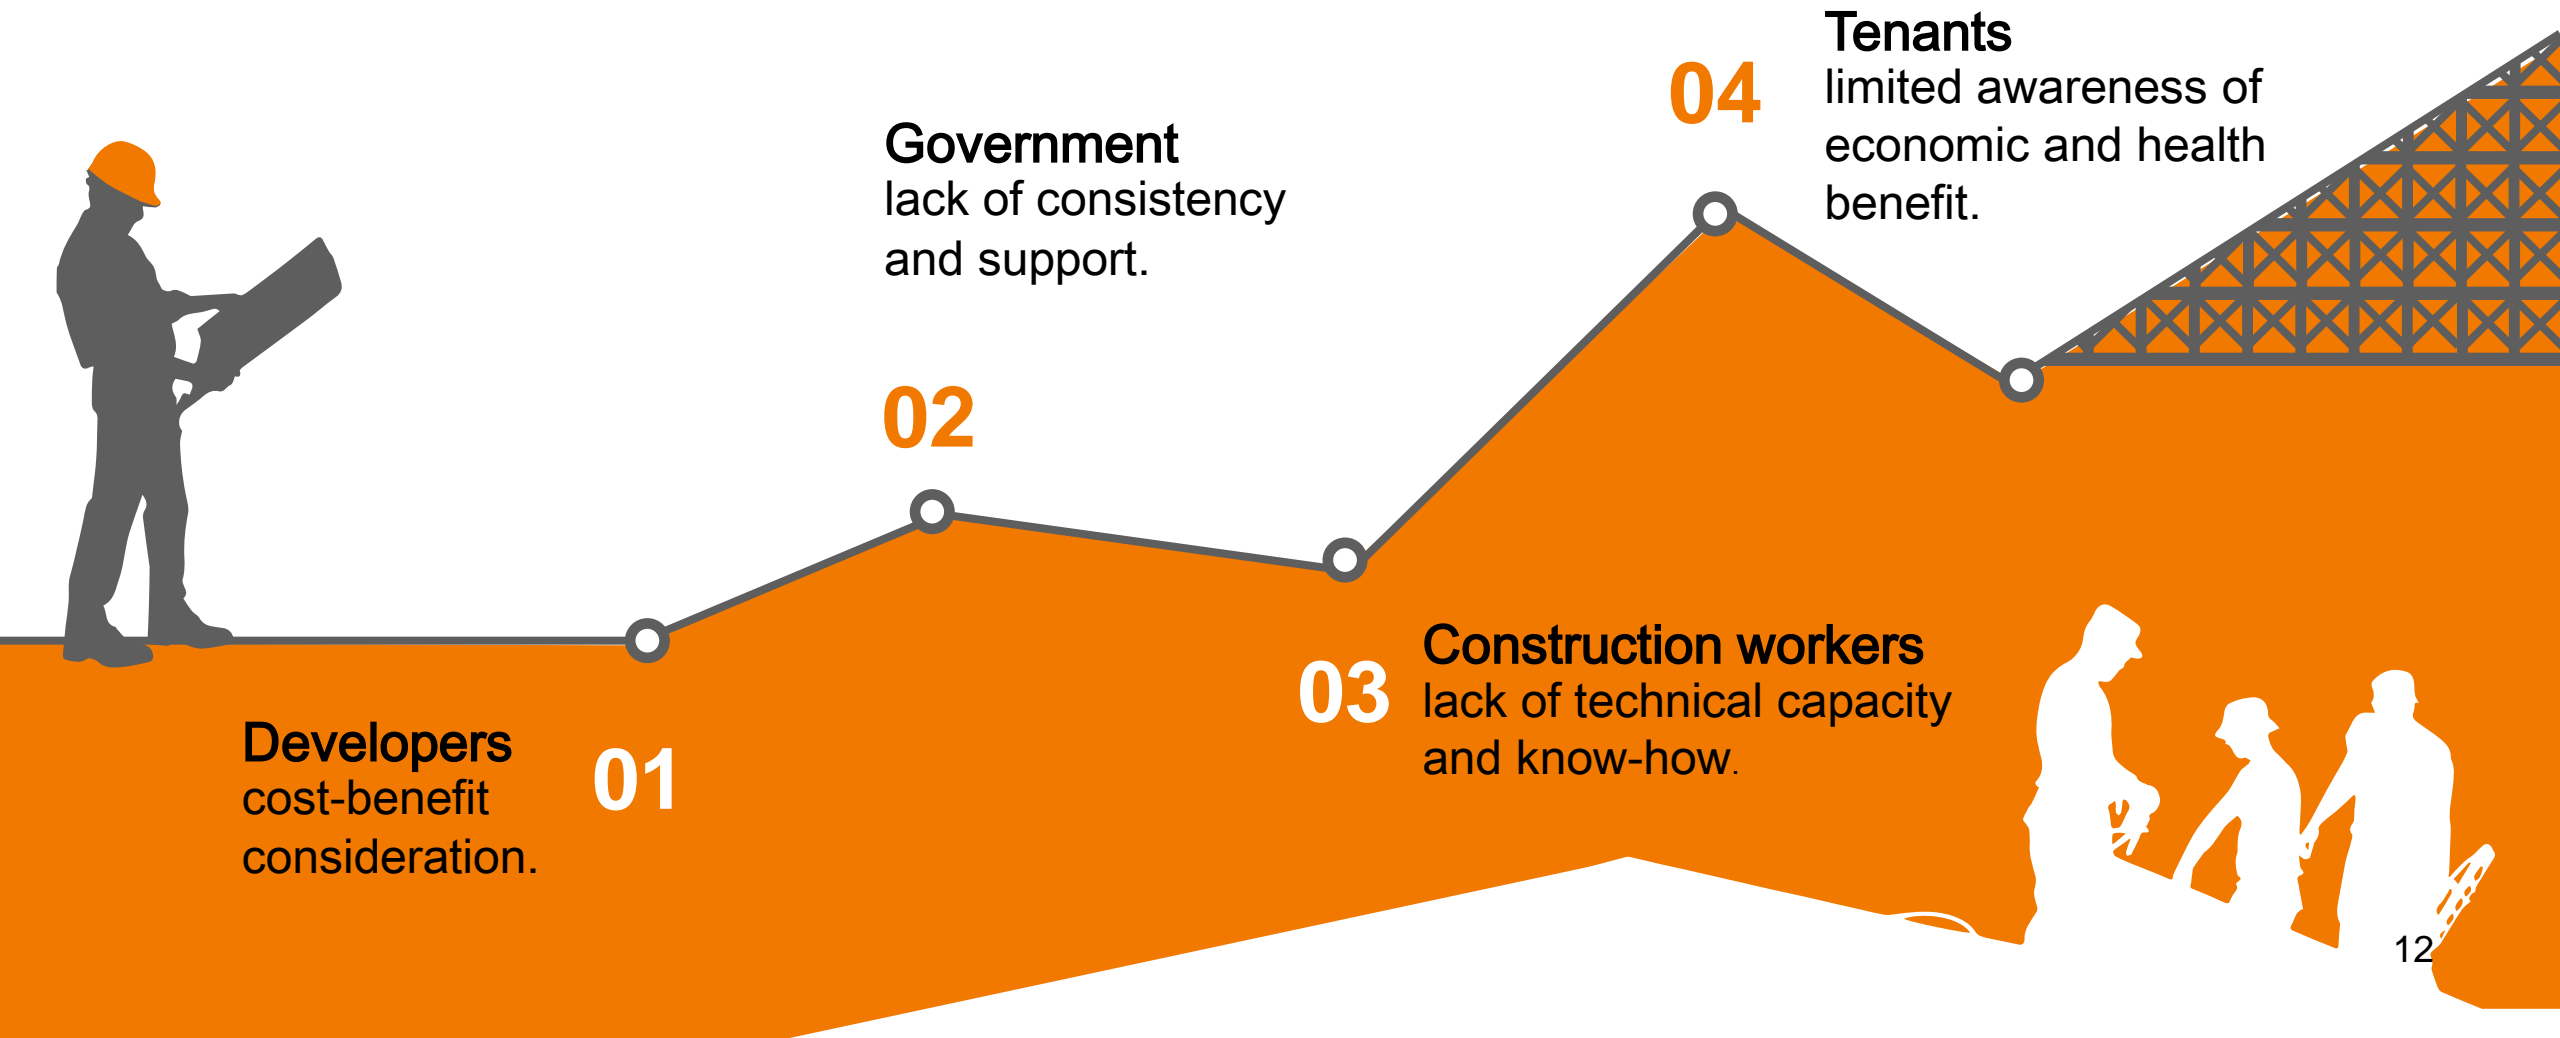 01
Developers
cost-benefit
consideration.
02
Government
lack of consistency
and support.
03
Construction workers
lack of technical capacity
and know-how.
04
Tenants
limited awareness of
economic and health
benefit.
12